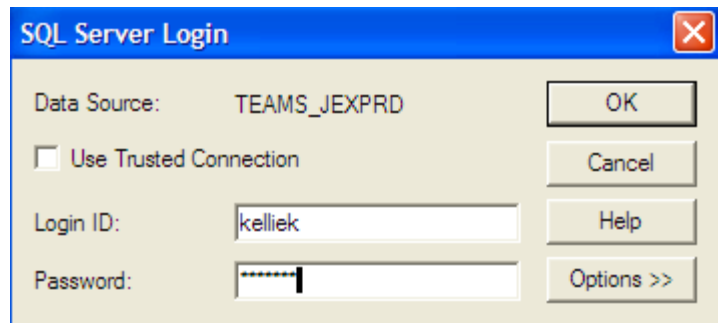 SQL Server Login
Data Source: TEAMS_JEXPRD OK
Use Trusted Connection Cancel
Login ID: kelliek Help
Password: ******* Options >>